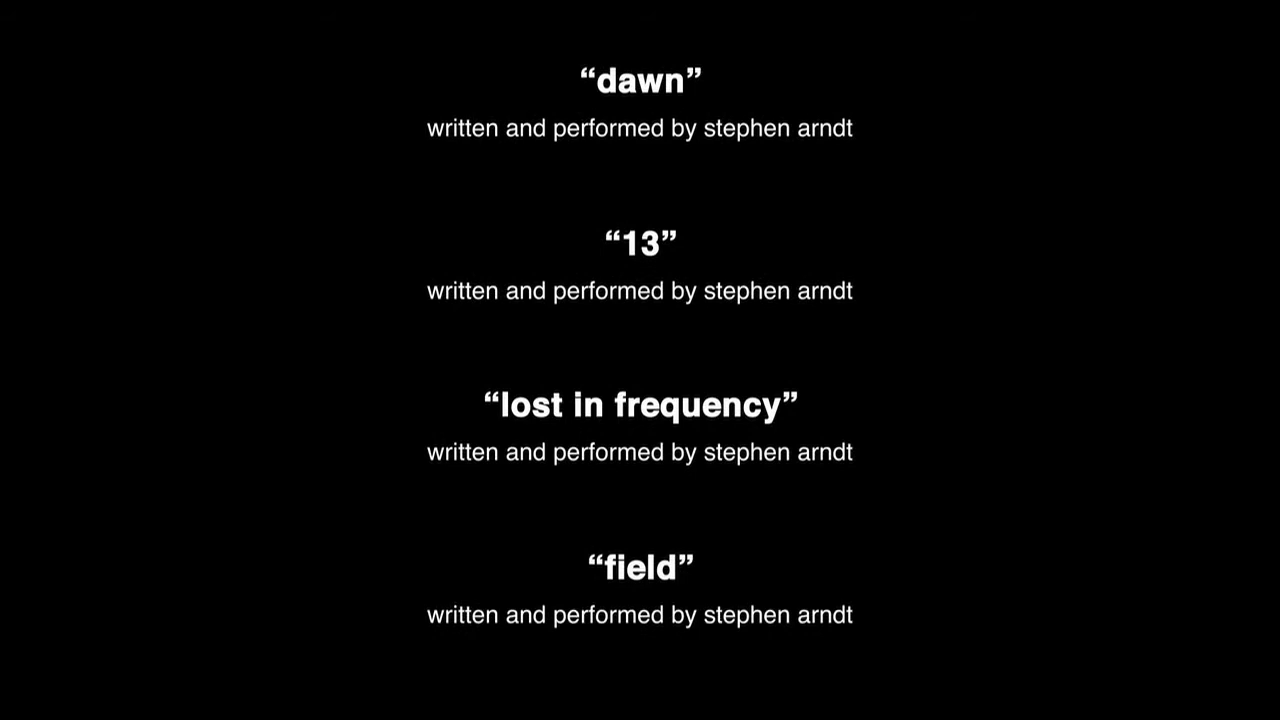 “dawn”
written and performed by stephen arndt
“13”
written and performed by stephen arndt
“lost in frequency”
written and performed by stephen arndt
“field”
written and performed by stephen arndt